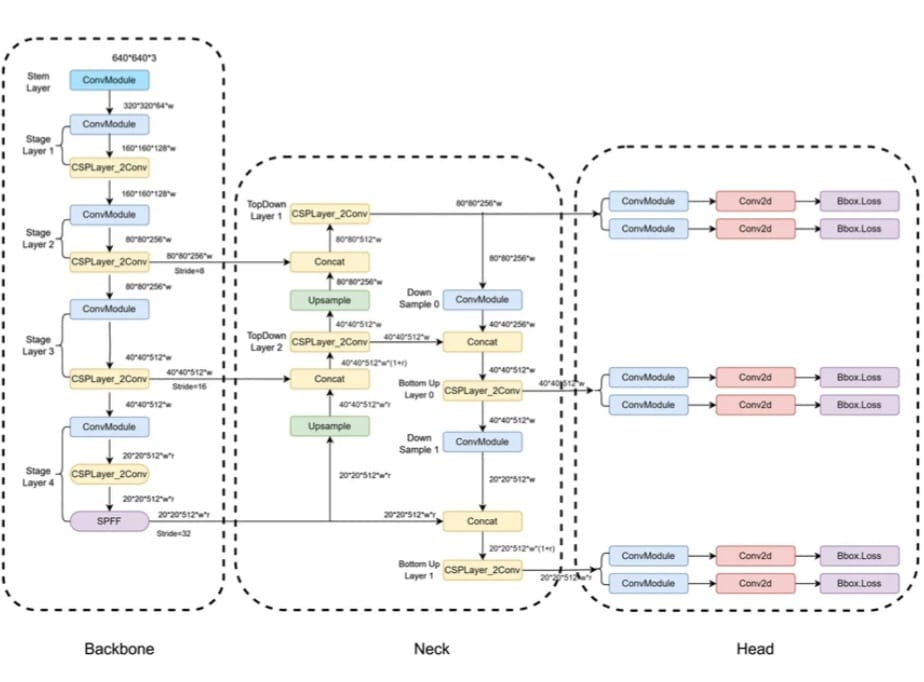 640*640*3
Stem
Layer
ConvModule
320*320*64*w
ConvModule
Stage
Layer 1
160*160*128*w
CSPLayer_2Conv
160*160*128*w
ConvModule
Stage
Layer 2
80*80*256*w
CSPLayer_2Conv
80*80*256*w
Stride=8
80*80*256*w
ConvModule
Stage
Layer 3
40*40*512*w
CSPLayer_2Conv
40*40*512*w
Stride=16
40*40*512*w
ConvModule
Stage
Layer 4
20*20*512*w*r
CSPLayer_2Conv
20*20*512*w*r
SPFF
20*20*512*w*r
Stride=32
Backbone
TopDown
Layer 1
CSPLayer_2Conv
80*80*256*w
80*80*512*w
Concat
80*80*256*w
Upsample
40*40*512*w
TopDown
Layer 2
CSPLayer_2Conv
40*40*512*w
40*40*512*w*(1+r)
Concat
40*40*512*w*r
Upsample
20*20*512*w*r
20*20*512*w*r
80*80*256*w
Down
Sample 0
ConvModule
40*40*256*w
Concat
40*40*512*w
Bottom Up
Layer 0
CSPLayer_2Conv
40*40*512*w
40*40*512*w
Down
Sample 1
ConvModule
20*20*512*w
Concat
20*20*512*w*(1+r)
Bottom Up
Layer 1
CSPLayer_2Conv
20*20*512*w*r
Neck
ConvModule
Conv2d
Bbox.Loss
ConvModule
Conv2d
Bbox.Loss
ConvModule
Conv2d
Bbox.Loss
ConvModule
Conv2d
Bbox.Loss
ConvModule
Conv2d
Bbox.Loss
ConvModule
Conv2d
Bbox.Loss
Head